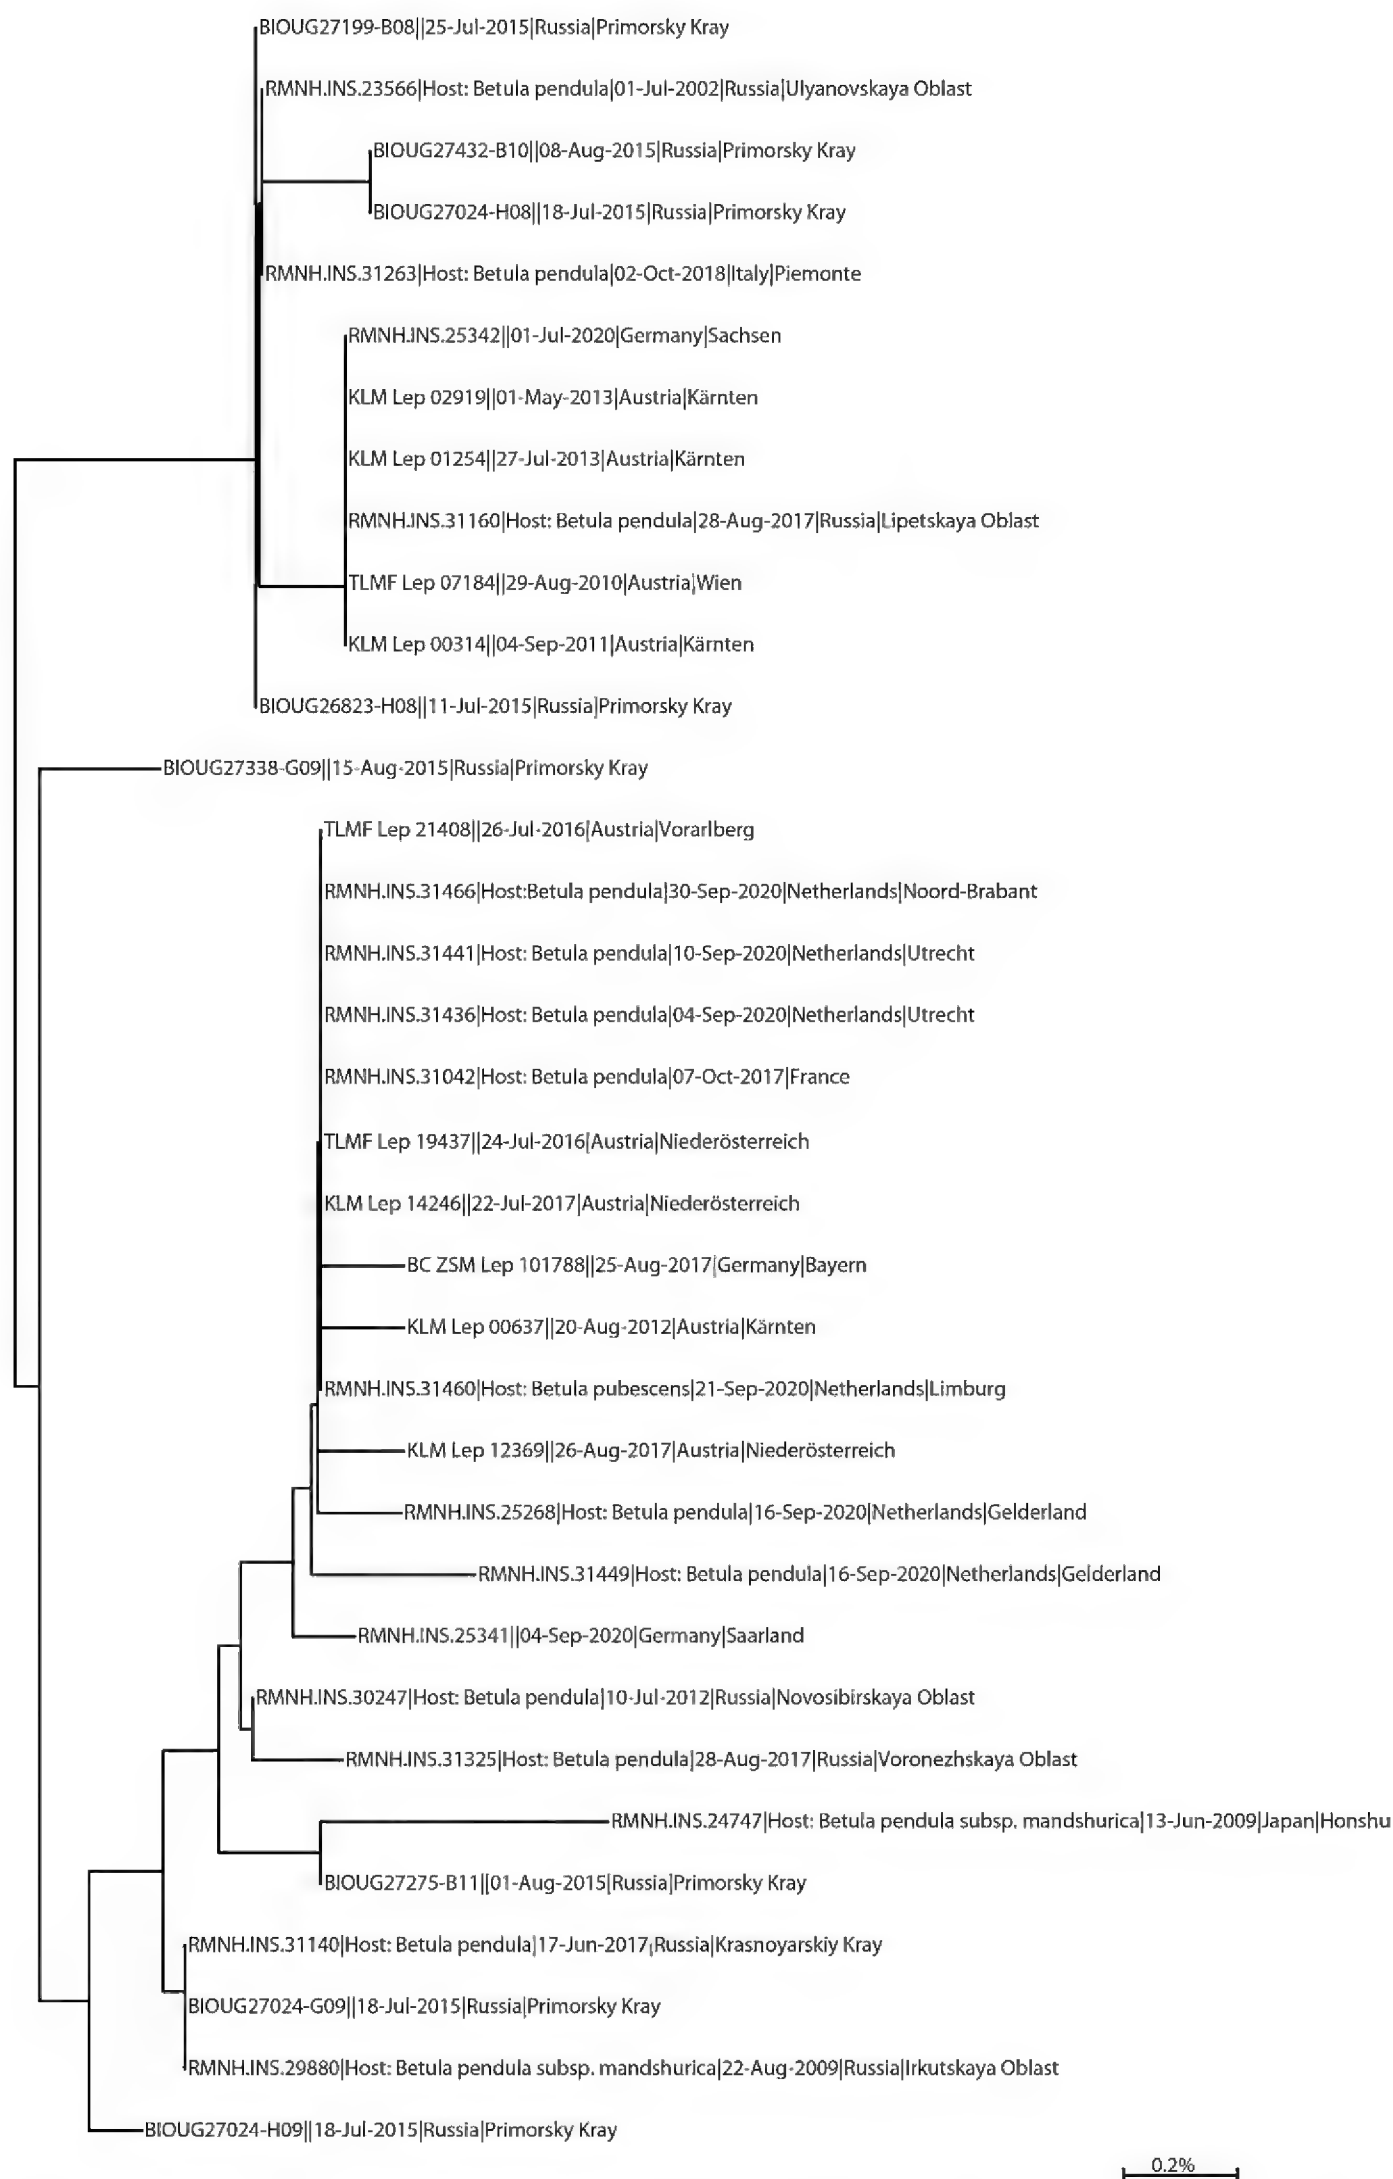 BIOUG27199-B08||25-Jul-2015|Russia|Primorsky Kray
RMNH.INS.23566|Host: Betula pendula|01-Jul-2002|Russia|Ulyanovskaya Oblast
BIOUG27432-B10||08-Aug-2015|Russia|Primorsky Kray
BIOUG27024-H08||18-Jul-2015|Russia|Primorsky Kray
RMNH.INS.31263|Host: Betula pendula|02-Oct-2018|Italy|Piemonte
RMNH.INS.25342||01-Jul-2020|Germany|Sachsen
KLM Lep 02919||01-May-2013|Austria|Kärnten
KLM Lep 01254||27-Jul-2013|Austria|Kärnten
RMNH.INS.31160|Host: Betula pendula|28-Aug-2017|Russia|Lipetskaya Oblast
TLMF Lep 07184||29-Aug-2010|Austria|Wien
KLM Lep 00314||04-Sep-2011|Austria|Kärnten
BIOUG26823-H08||11-Jul-2015|Russia|Primorsky Kray
BIOUG27338-G09||15-Aug-2015|Russia|Primorsky Kray
TLMF Lep 21408||26-Jul-2016|Austria|Vorarlberg
RMNH.INS.31466|Host:Betula pendula|30-Sep-2020|Netherlands|Noord-Brabant
RMNH.INS.31441|Host: Betula pendula|10-Sep-2020|Netherlands|Utrecht
RMNH.INS.31436|Host: Betula pendula|04-Sep-2020|Netherlands|Utrecht
RMNH.INS.31042|Host: Betula pendula|07-Oct-2017|France
TLMF Lep 19437||24-Jul-2016|Austria|Niederösterreich
KLM Lep 14246||22-Jul-2017|Austria|Niederösterreich
BC ZSM Lep 101788||25-Aug-2017|Germany|Bayern
KLM Lep 00637||20-Aug-2012|Austria|Kärnten
RMNH.INS.31460|Host: Betula pubescens|21-Sep-2020|Netherlands|Limburg
KLM Lep 12369||26-Aug-2017|Austria|Niederösterreich
RMNH.INS.25268|Host: Betula pendula|16-Sep-2020|Netherlands|Gelderland
RMNH.INS.31449|Host: Betula pendula|16-Sep-2020|Netherlands|Gelderland
RMNH.INS.25341||04-Sep-2020|Germany|Saarland
RMNH.INS.30247|Host: Betula pendula|10-Jul-2012|Russia|Novosibirskaya Oblast
RMNH.INS.31325|Host: Betula pendula|28-Aug-2017|Russia|Voronezhskaya Oblast
RMNH.INS.24747|Host: Betula pendula subsp. mandshurica|13-Jun-2009|Japan|Honshu
BIOUG27275-B11||01-Aug-2015|Russia|Primorsky Kray
RMNH.INS.31140|Host: Betula pendula|17-Jun-2017|Russia|Krasnoyarskiy Kray
BIOUG27024-G09||18-Jul-2015|Russia|Primorsky Kray
RMNH.INS.29880|Host: Betula pendula subsp. mandshurica|22-Aug-2009|Russia|Irkutskaya Oblast
BIOUG27024-H09||18-Jul-2015|Russia|Primorsky Kray
0.2%